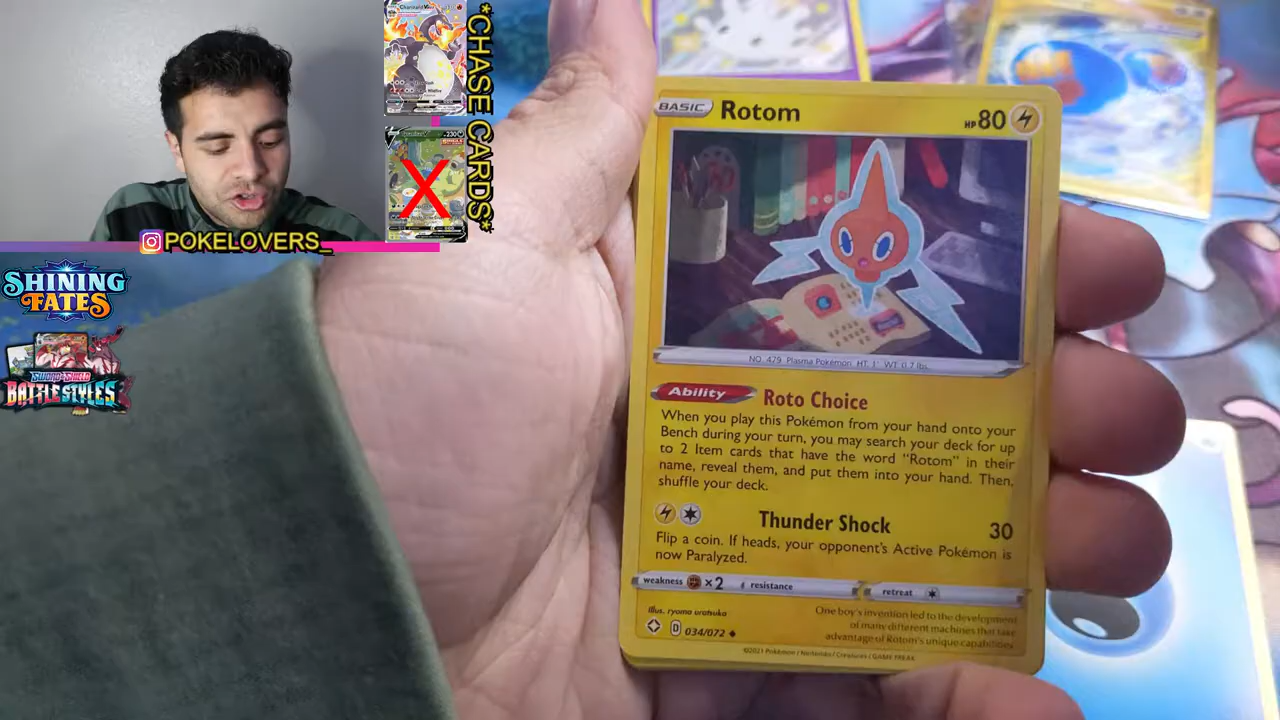 *CHASE CARDS*
POKELOVERS_
SHINING
FATES
SWORD & SHIELD
BATTLE STYLES
BASIC Rotom HP 80
NO. 479 Plasma Pokémon HT. 1' WT. 0.7 lbs.
Ability Roto Choice
When you play this Pokémon from your hand onto your
Bench during your turn, you may search your deck for up
to 2 Item cards that have the word "Rotom" in their
name, reveal them, and put them into your hand. Then,
shuffle your deck.
Thunder Shock 30
Flip a coin. If heads, your opponent's Active Pokémon is
now Paralyzed.
weakness ×2 resistance retreat
Illus. ryoma uratsuka
D 034/072
One boy's invention led to the development
of many different machines that take
advantage of Rotom's unique capabilities
©2021 Pokémon / Nintendo / Creatures / GAME FREAK